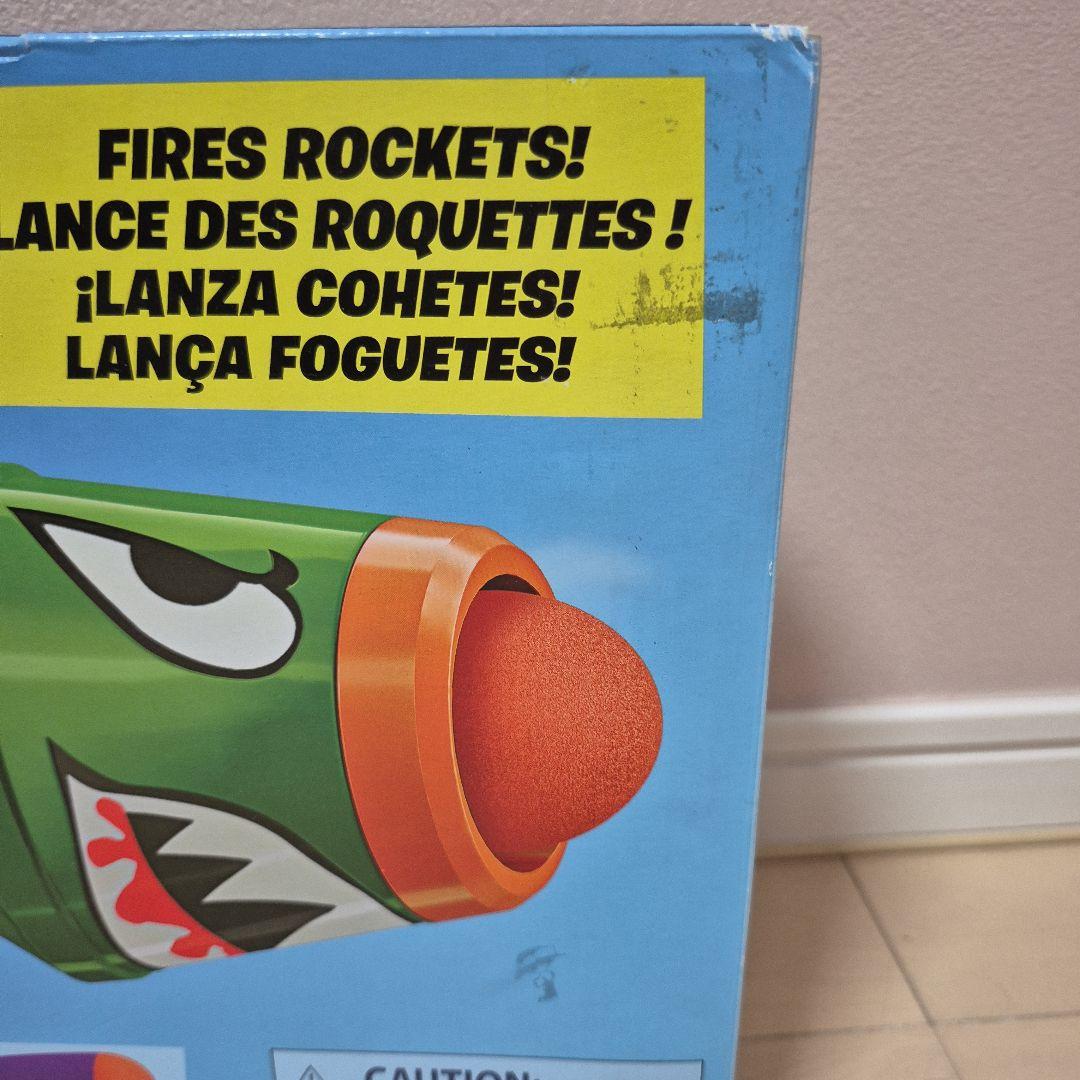 FIRES ROCKETS!
LANCE DES ROQUETTES !
¡LANZA COHETES!
LANÇA FOGUETES!
CAUTION: